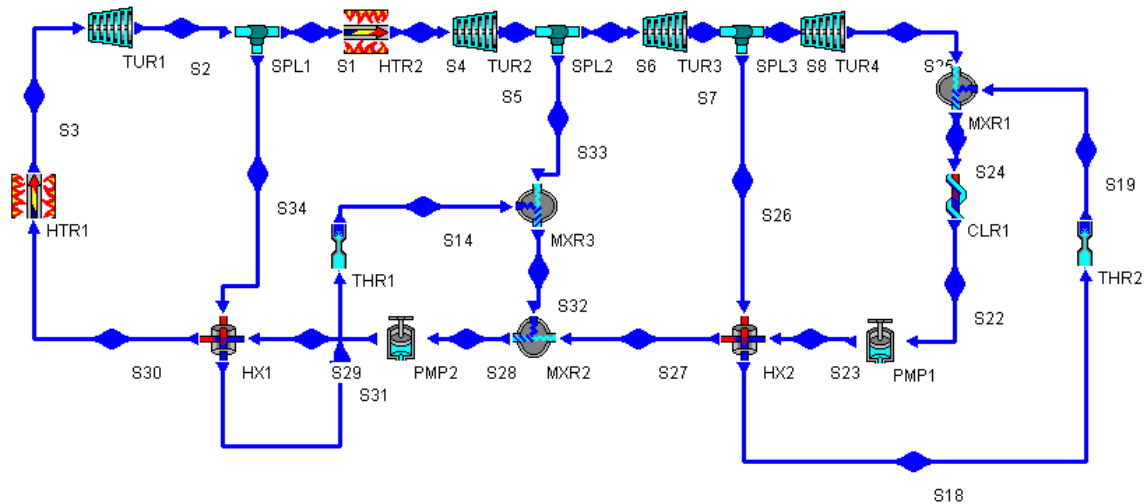 TUR1 S2 SPL1 S1 HTR2 S4 TUR2 SPL2 S6 TUR3 SPL3 S8 TUR4 S25
S5 S7
MXR1
S3 S33
S24 S19
S34 S26
HTR1 S14 MXR3 CLR1
THR1 THR2
S32 S22
S30 HX1 S29 PMP2 S28 MXR2 S27 HX2 S23 PMP1
S31
S18